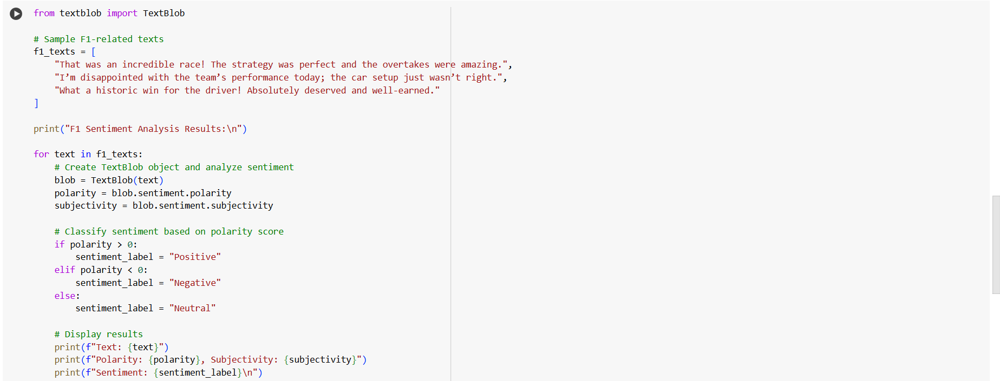 from textblob import TextBlob
# Sample F1-related texts
f1_texts = [
    "That was an incredible race! The strategy was perfect and the overtakes were amazing.",
    "I’m disappointed with the team’s performance today; the car setup just wasn’t right.",
    "What a historic win for the driver! Absolutely deserved and well-earned."
]
print("F1 Sentiment Analysis Results:\n")
for text in f1_texts:
    # Create TextBlob object and analyze sentiment
    blob = TextBlob(text)
    polarity = blob.sentiment.polarity
    subjectivity = blob.sentiment.subjectivity
    # Classify sentiment based on polarity score
    if polarity > 0:
        sentiment_label = "Positive"
    elif polarity < 0:
        sentiment_label = "Negative"
    else:
        sentiment_label = "Neutral"
    # Display results
    print(f"Text: {text}")
    print(f"Polarity: {polarity}, Subjectivity: {subjectivity}")
    print(f"Sentiment: {sentiment_label}\n")